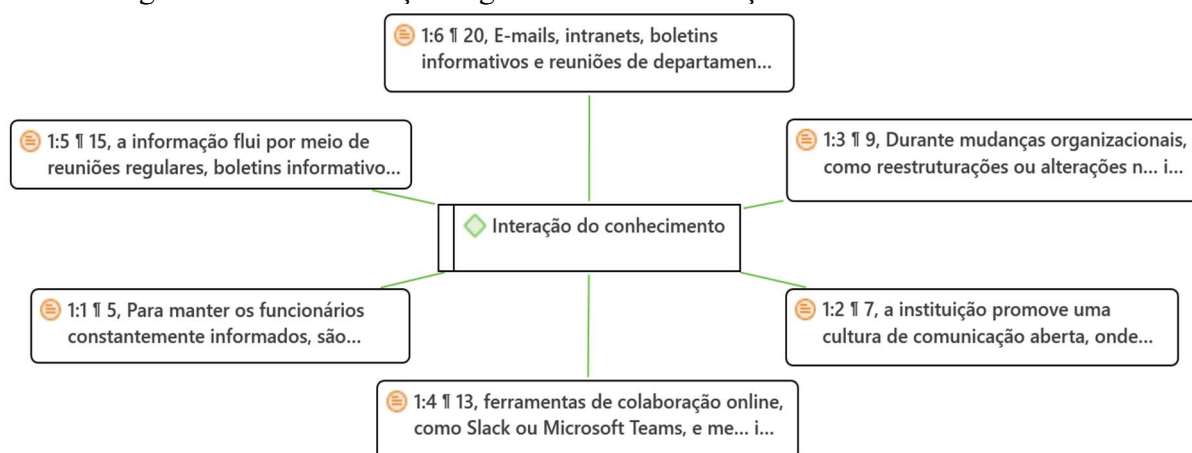 1:6 ¶ 20, E-mails, intranets, boletins
informativos e reuniões de departamen...
1:5 ¶ 15, a informação flui por meio de
reuniões regulares, boletins informativo...
1:3 ¶ 9, Durante mudanças organizacionais,
como reestruturações ou alterações n... i...
Interação do conhecimento
1:1 ¶ 5, Para manter os funcionários
constantemente informados, são...
1:2 ¶ 7, a instituição promove uma
cultura de comunicação aberta, onde...
1:4 ¶ 13, ferramentas de colaboração online,
como Slack ou Microsoft Teams, e me... i...